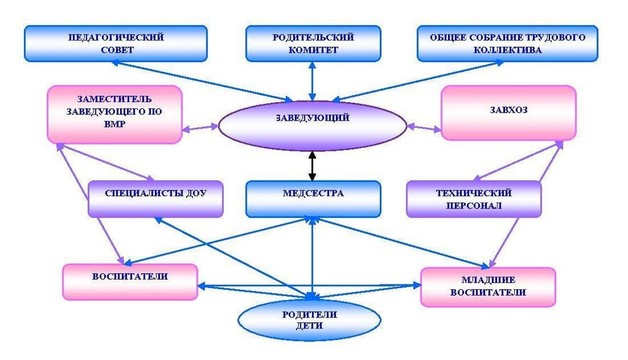 ПЕДАГОГИЧЕСКИЙ
СОВЕТ
РОДИТЕЛЬСКИЙ
КОМИТЕТ
ОБЩЕЕ СОБРАНИЕ ТРУДОВОГО
КОЛЛЕКТИВА
ЗАМЕСТИТЕЛЬ
ЗАВЕДУЮЩЕГО ПО
ВМР
ЗАВЕДУЮЩИЙ
ЗАВХОЗ
СПЕЦИАЛИСТЫ ДОУ
МЕДСЕСТРА
ТЕХНИЧЕСКИЙ
ПЕРСОНАЛ
ВОСПИТАТЕЛИ
МЛАДШИЕ
ВОСПИТАТЕЛИ
РОДИТЕЛИ
ДЕТИ